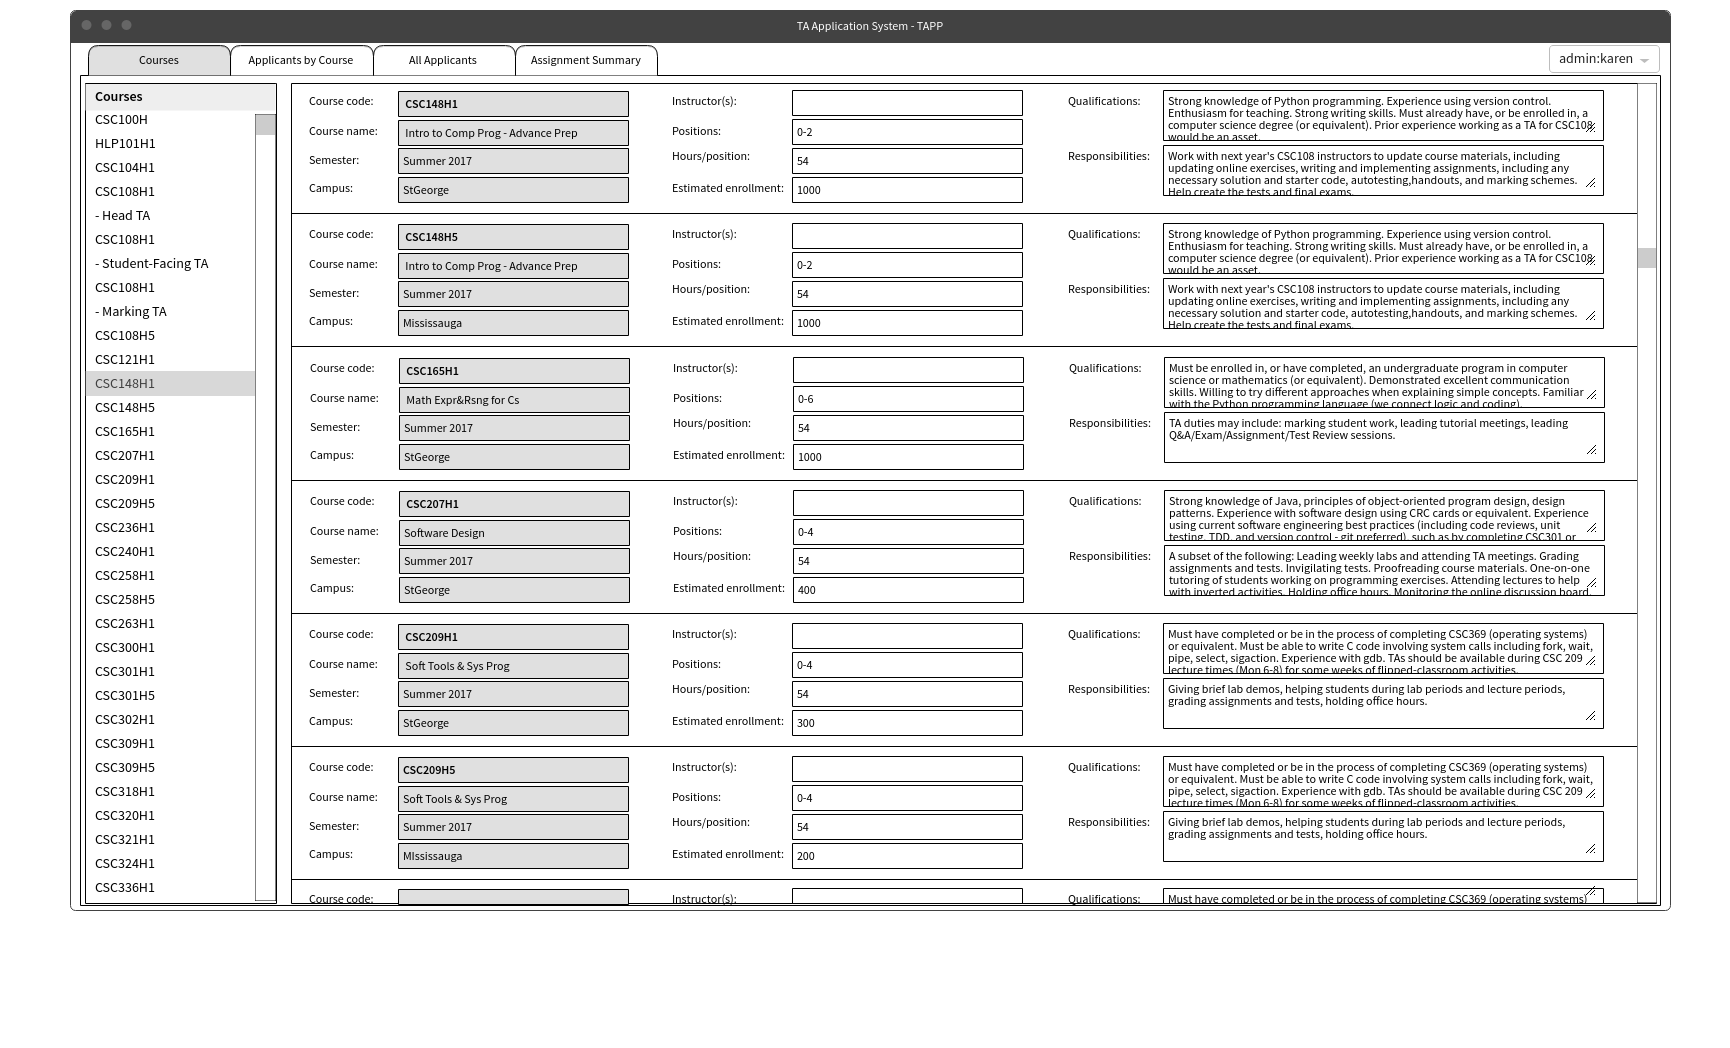 TA Application System - TAPP
Courses
Applicants by Course
All Applicants
Assignment Summary
admin:karen
Courses
CSC100H
HLP101H1
CSC104H1
CSC108H1
- Head TA
CSC108H1
- Student-Facing TA
CSC108H1
- Marking TA
CSC108H5
CSC121H1
CSC148H1
CSC148H5
CSC165H1
CSC207H1
CSC209H1
CSC209H5
CSC236H1
CSC240H1
CSC258H1
CSC258H5
CSC263H1
CSC300H1
CSC301H1
CSC301H5
CSC302H1
CSC309H1
CSC309H5
CSC318H1
CSC320H1
CSC321H1
CSC324H1
CSC336H1
Course code: CSC148H1
Course name: Intro to Comp Prog - Advance Prep
Semester: Summer 2017
Campus: StGeorge
Instructor(s):
Positions: 0-2
Hours/position: 54
Estimated enrollment: 1000
Qualifications: Strong knowledge of Python programming. Experience using version control.
Enthusiasm for teaching. Strong writing skills. Must already have, or be enrolled in, a
computer science degree (or equivalent). Prior experience working as a TA for CSC108
would be an asset.
Responsibilities: Work with next year's CSC108 instructors to update course materials, including
updating online exercises, writing and implementing assignments, including any
necessary solution and starter code, autotesting,handouts, and marking schemes.
Help create the tests and final exams.
Course code: CSC148H5
Course name: Intro to Comp Prog - Advance Prep
Semester: Summer 2017
Campus: Mississauga
Instructor(s):
Positions: 0-2
Hours/position: 54
Estimated enrollment: 1000
Qualifications: Strong knowledge of Python programming. Experience using version control.
Enthusiasm for teaching. Strong writing skills. Must already have, or be enrolled in, a
computer science degree (or equivalent). Prior experience working as a TA for CSC108
would be an asset.
Responsibilities: Work with next year's CSC108 instructors to update course materials, including
updating online exercises, writing and implementing assignments, including any
necessary solution and starter code, autotesting,handouts, and marking schemes.
Help create the tests and final exams.
Course code: CSC165H1
Course name: Math Expr&Rsng for Cs
Semester: Summer 2017
Campus: StGeorge
Instructor(s):
Positions: 0-6
Hours/position: 54
Estimated enrollment: 1000
Qualifications: Must be enrolled in, or have completed, an undergraduate program in computer
science or mathematics (or equivalent). Demonstrated excellent communication
skills. Willing to try different approaches when explaining simple concepts. Familiar
with the Python programming language (we connect logic and coding).
Responsibilities: TA duties may include: marking student work, leading tutorial meetings, leading
Q&A/Exam/Assignment/Test Review sessions.
Course code: CSC207H1
Course name: Software Design
Semester: Summer 2017
Campus: StGeorge
Instructor(s):
Positions: 0-4
Hours/position: 54
Estimated enrollment: 400
Qualifications: Strong knowledge of Java, principles of object-oriented program design, design
patterns. Experience with software design using CRC cards or equivalent. Experience
using current software engineering best practices (including code reviews, unit
testing, TDD, and version control - git preferred), such as by completing CSC301 or
Responsibilities: A subset of the following: Leading weekly labs and attending TA meetings. Grading
assignments and tests. Invigilating tests. Proofreading course materials. One-on-one
tutoring of students working on programming exercises. Attending lectures to help
with inverted activities. Holding office hours. Monitoring the online discussion board.
Course code: CSC209H1
Course name: Soft Tools & Sys Prog
Semester: Summer 2017
Campus: StGeorge
Instructor(s):
Positions: 0-4
Hours/position: 54
Estimated enrollment: 300
Qualifications: Must have completed or be in the process of completing CSC369 (operating systems)
or equivalent. Must be able to write C code involving system calls including fork, wait,
pipe, select, sigaction. Experience with gdb. TAs should be available during CSC 209
lecture times (Mon 6-8) for some weeks of flipped-classroom activities.
Responsibilities: Giving brief lab demos, helping students during lab periods and lecture periods,
grading assignments and tests, holding office hours.
Course code: CSC209H5
Course name: Soft Tools & Sys Prog
Semester: Summer 2017
Campus: MIssissauga
Instructor(s):
Positions: 0-4
Hours/position: 54
Estimated enrollment: 200
Qualifications: Must have completed or be in the process of completing CSC369 (operating systems)
or equivalent. Must be able to write C code involving system calls including fork, wait,
pipe, select, sigaction. Experience with gdb. TAs should be available during CSC 209
lecture times (Mon 6-8) for some weeks of flipped-classroom activities.
Responsibilities: Giving brief lab demos, helping students during lab periods and lecture periods,
grading assignments and tests, holding office hours.
Course code:
Instructor(s):
Qualifications: Must have completed or be in the process of completing CSC369 (operating systems)